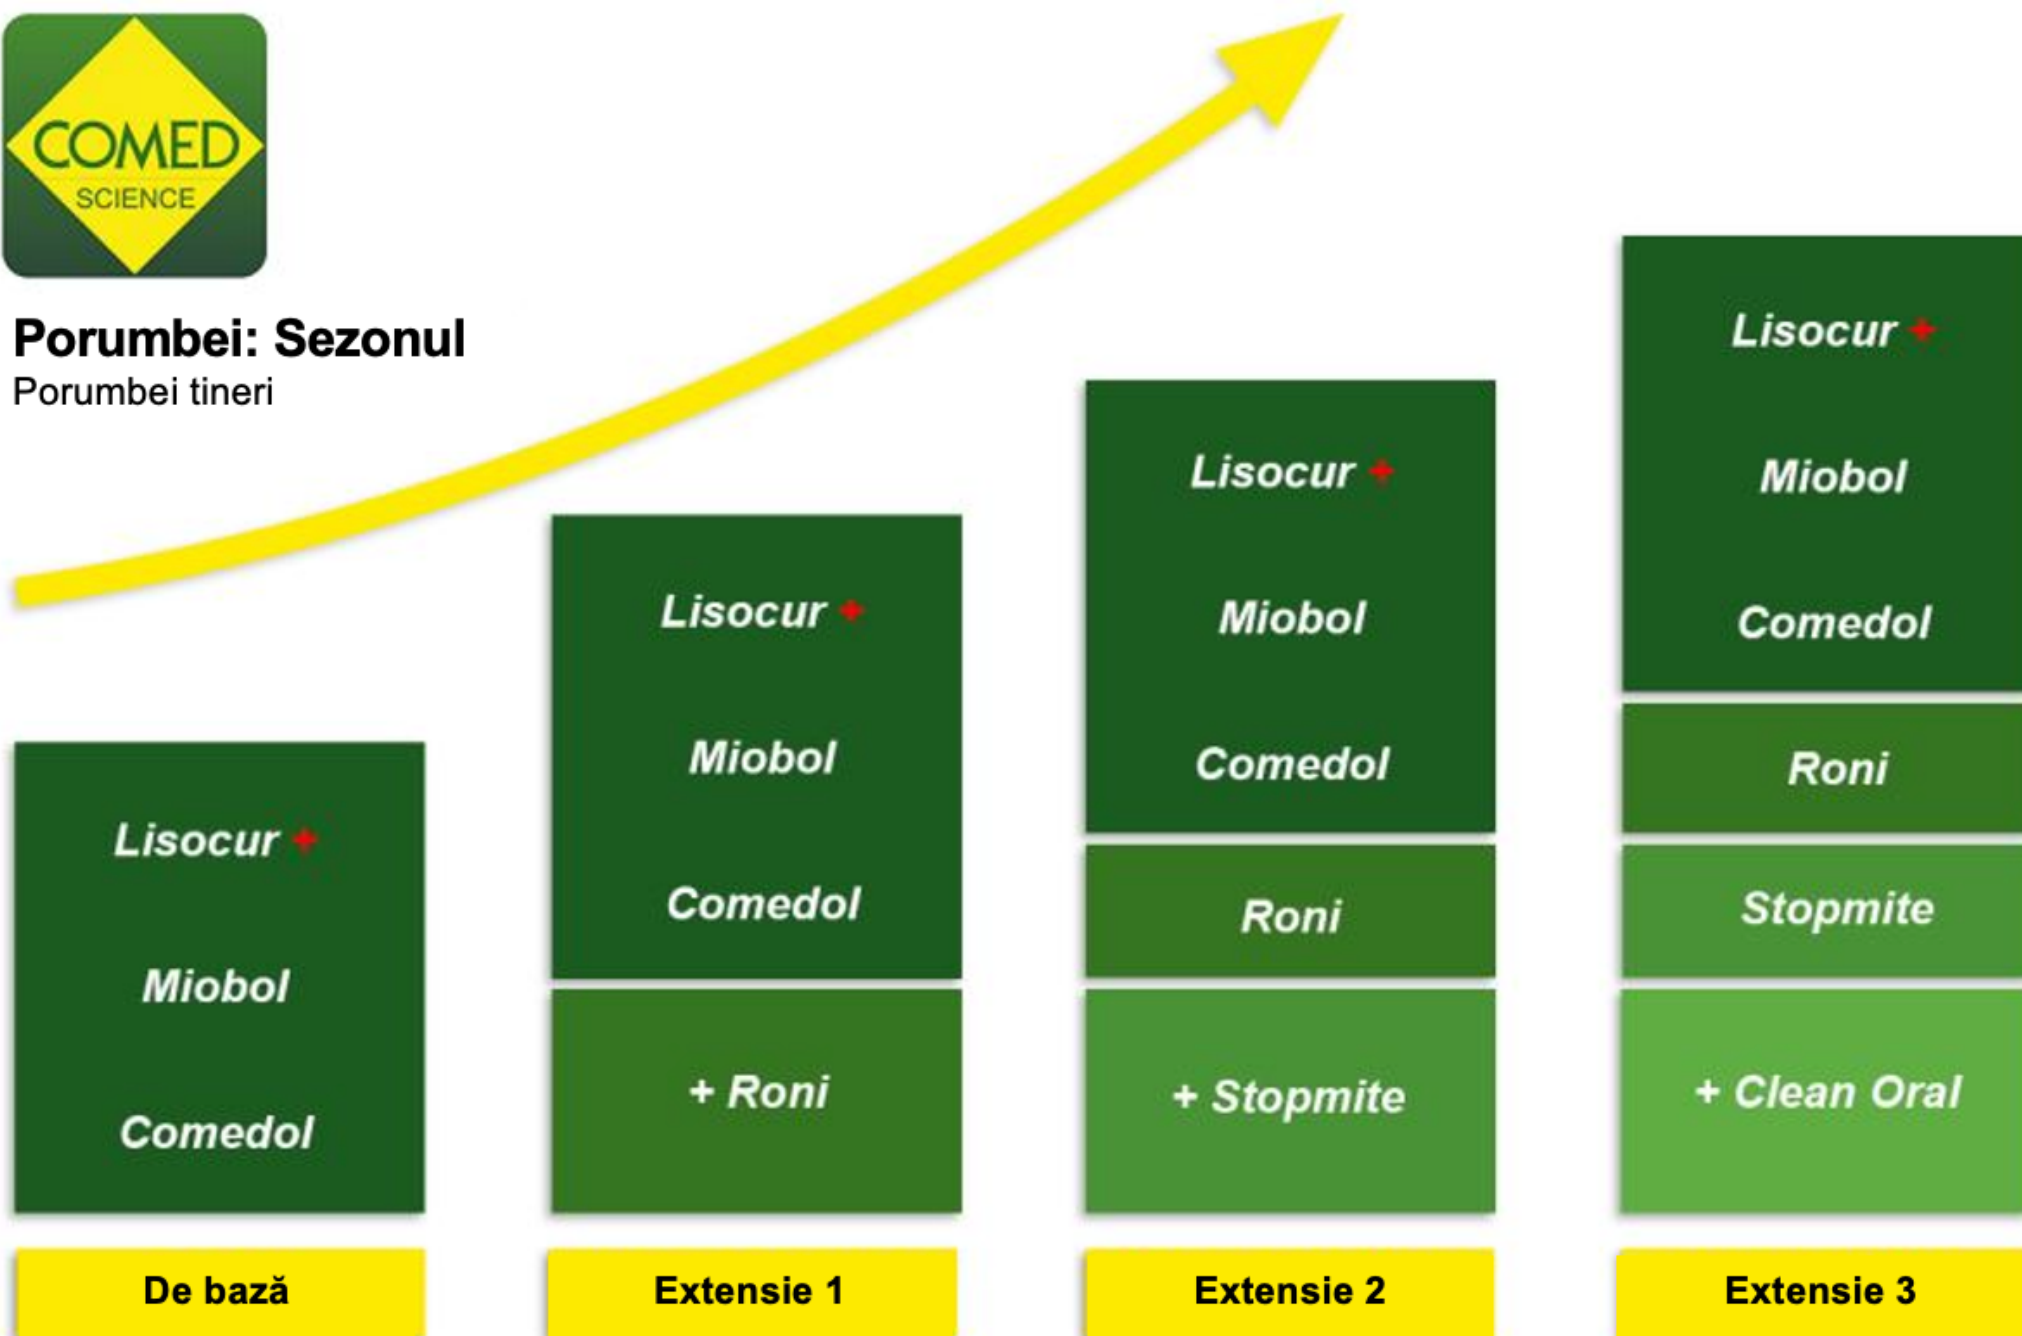 COMED
SCIENCE
Porumbei: Sezonul
Porumbei tineri
Lisocur +
Miobol
Comedol
De bază
Lisocur +
Miobol
Comedol
+ Roni
Extensie 1
Lisocur +
Miobol
Comedol
Roni
+ Stopmite
Extensie 2
Lisocur +
Miobol
Comedol
Roni
Stopmite
+ Clean Oral
Extensie 3